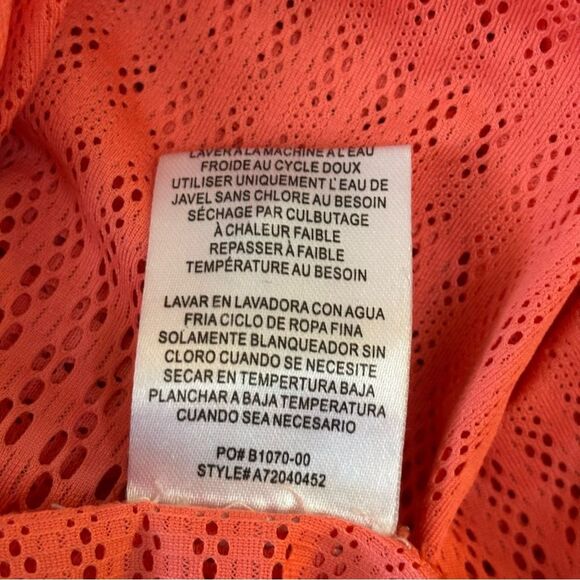 LAVER À LA MACHINE À L'EAU
FROIDE AU CYCLE DOUX
UTILISER UNIQUEMENT L'EAU DE
JAVEL SANS CHLORE AU BESOIN
SÉCHAGE PAR CULBUTAGE
À CHALEUR FAIBLE
REPASSER À FAIBLE
TEMPÉRATURE AU BESOIN
LAVAR EN LAVADORA CON AGUA
FRIA CICLO DE ROPA FINA
SOLAMENTE BLANQUEADOR SIN
CLORO CUANDO SE NECESITE
SECAR EN TEMPERTURA BAJA
PLANCHAR A BAJA TEMPERATURA
CUANDO SEA NECESARIO
PO# B1070-00
STYLE# A72040452